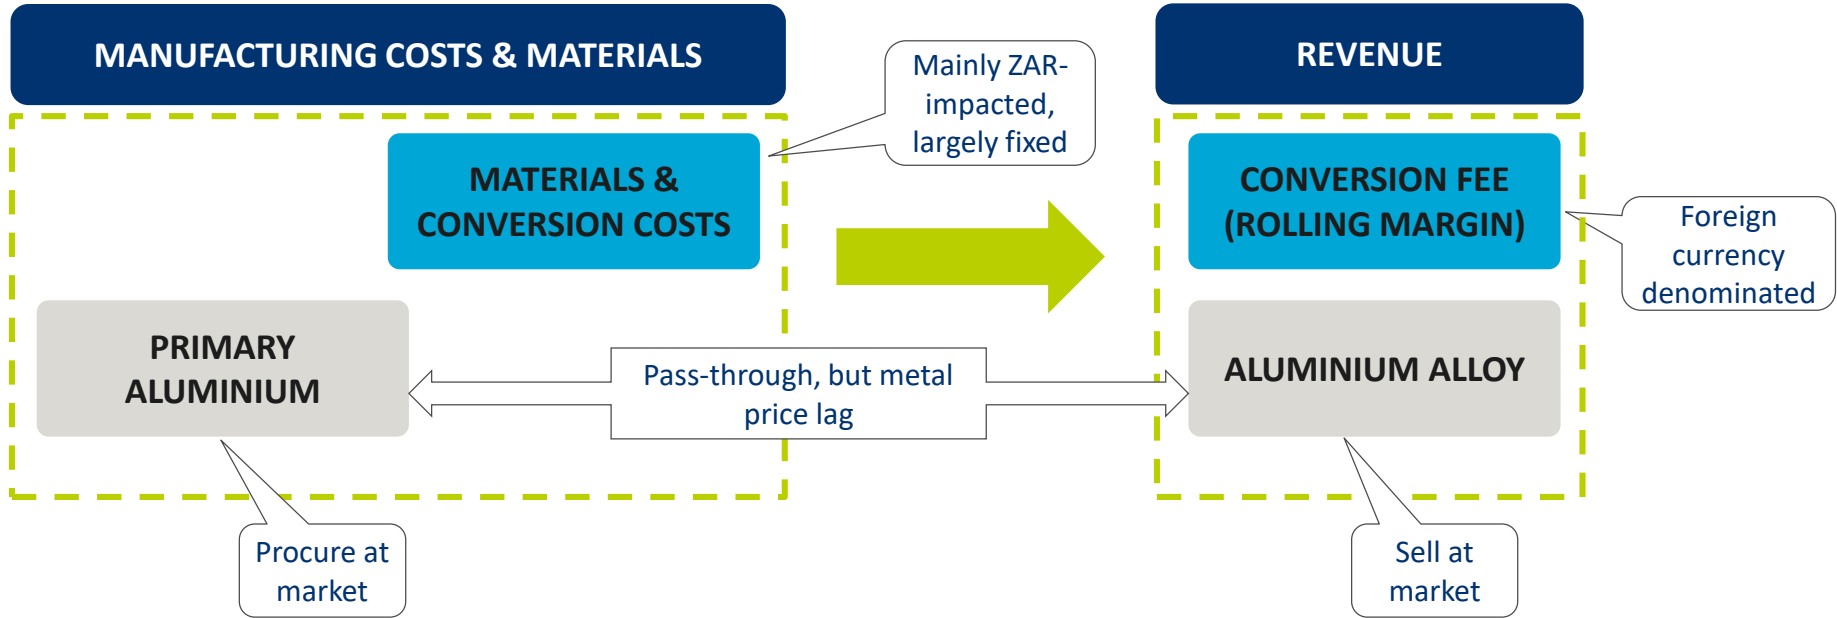 MANUFACTURING COSTS & MATERIALS
Mainly ZAR-
impacted,
largely fixed
REVENUE
MATERIALS &
CONVERSION COSTS
CONVERSION FEE
(ROLLING MARGIN)
Foreign
currency
denominated
PRIMARY
ALUMINIUM
Pass-through, but metal
price lag
ALUMINIUM ALLOY
Procure at
market
Sell at
market